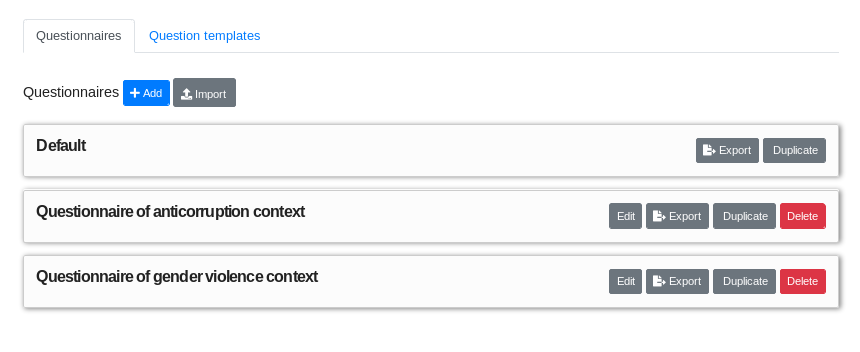 Questionnaires Question templates
Questionnaires Add Import
Default Export Duplicate
Questionnaire of anticorruption context Edit Export Duplicate Delete
Questionnaire of gender violence context Edit Export Duplicate Delete